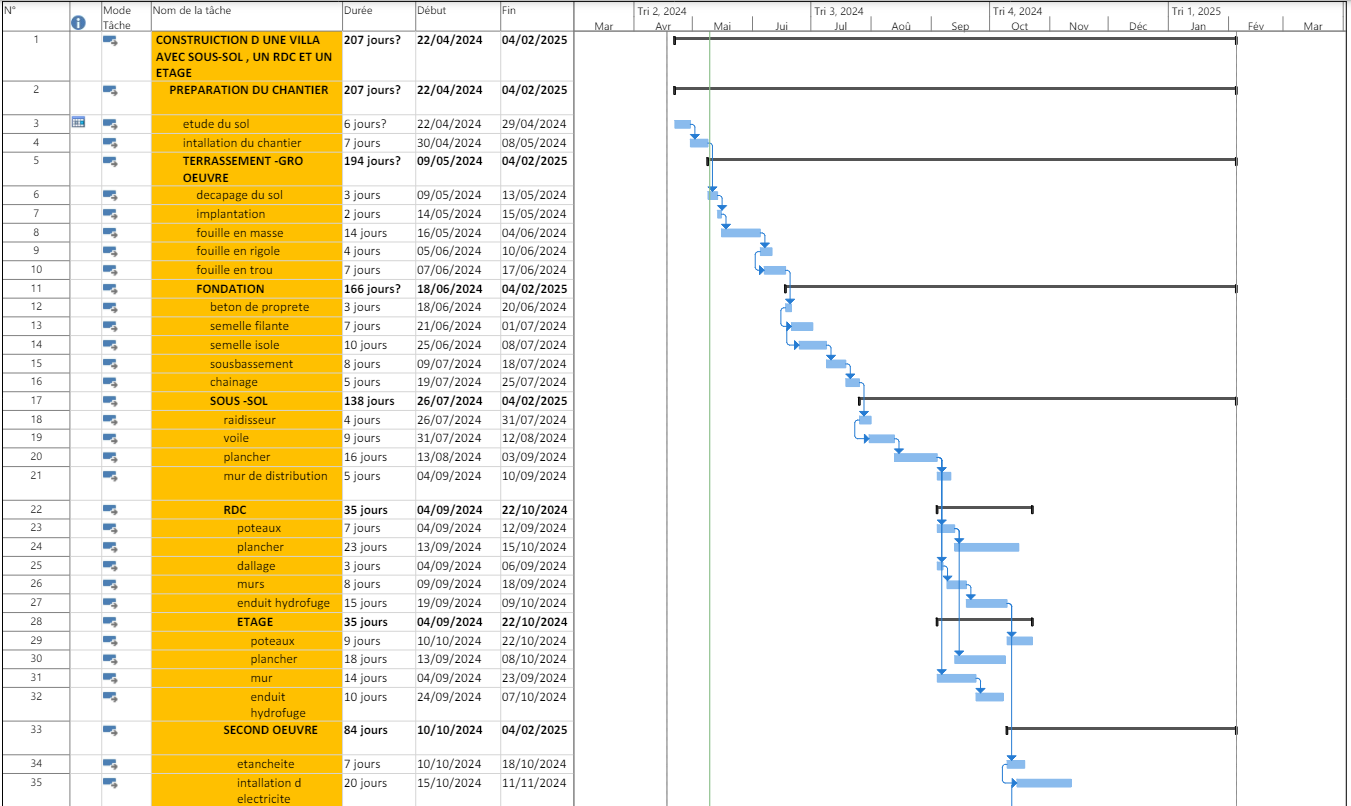 N° Mode Tâche Nom de la tâche Durée Début Fin
Tri 2, 2024 Tri 3, 2024 Tri 4, 2024 Tri 1, 2025
Mar Avr Mai Jui Jul Aoû Sep Oct Nov Déc Jan Fév Mar
1 CONSTRUICTION D UNE VILLA 207 jours? 22/04/2024 04/02/2025
AVEC SOUS-SOL , UN RDC ET UN
ETAGE
2 PREPARATION DU CHANTIER 207 jours? 22/04/2024 04/02/2025
3 etude du sol 6 jours? 22/04/2024 29/04/2024
4 intallation du chantier 7 jours 30/04/2024 08/05/2024
5 TERRASSEMENT -GRO 194 jours? 09/05/2024 04/02/2025
OEUVRE
6 decapage du sol 3 jours 09/05/2024 13/05/2024
7 implantation 2 jours 14/05/2024 15/05/2024
8 fouille en masse 14 jours 16/05/2024 04/06/2024
9 fouille en rigole 4 jours 05/06/2024 10/06/2024
10 fouille en trou 7 jours 07/06/2024 17/06/2024
11 FONDATION 166 jours? 18/06/2024 04/02/2025
12 beton de proprete 3 jours 18/06/2024 20/06/2024
13 semelle filante 7 jours 21/06/2024 01/07/2024
14 semelle isole 10 jours 25/06/2024 08/07/2024
15 sousbassement 8 jours 09/07/2024 18/07/2024
16 chainage 5 jours 19/07/2024 25/07/2024
17 SOUS -SOL 138 jours 26/07/2024 04/02/2025
18 raidisseur 4 jours 26/07/2024 31/07/2024
19 voile 9 jours 31/07/2024 12/08/2024
20 plancher 16 jours 13/08/2024 03/09/2024
21 mur de distribution 5 jours 04/09/2024 10/09/2024
22 RDC 35 jours 04/09/2024 22/10/2024
23 poteaux 7 jours 04/09/2024 12/09/2024
24 plancher 23 jours 13/09/2024 15/10/2024
25 dallage 3 jours 04/09/2024 06/09/2024
26 murs 8 jours 09/09/2024 18/09/2024
27 enduit hydrofuge 15 jours 19/09/2024 09/10/2024
28 ETAGE 35 jours 04/09/2024 22/10/2024
29 poteaux 9 jours 10/10/2024 22/10/2024
30 plancher 18 jours 13/09/2024 08/10/2024
31 mur 14 jours 04/09/2024 23/09/2024
32 enduit 10 jours 24/09/2024 07/10/2024
hydrofuge
33 SECOND OEUVRE 84 jours 10/10/2024 04/02/2025
34 etancheite 7 jours 10/10/2024 18/10/2024
35 intallation d 20 jours 15/10/2024 11/11/2024
electricite